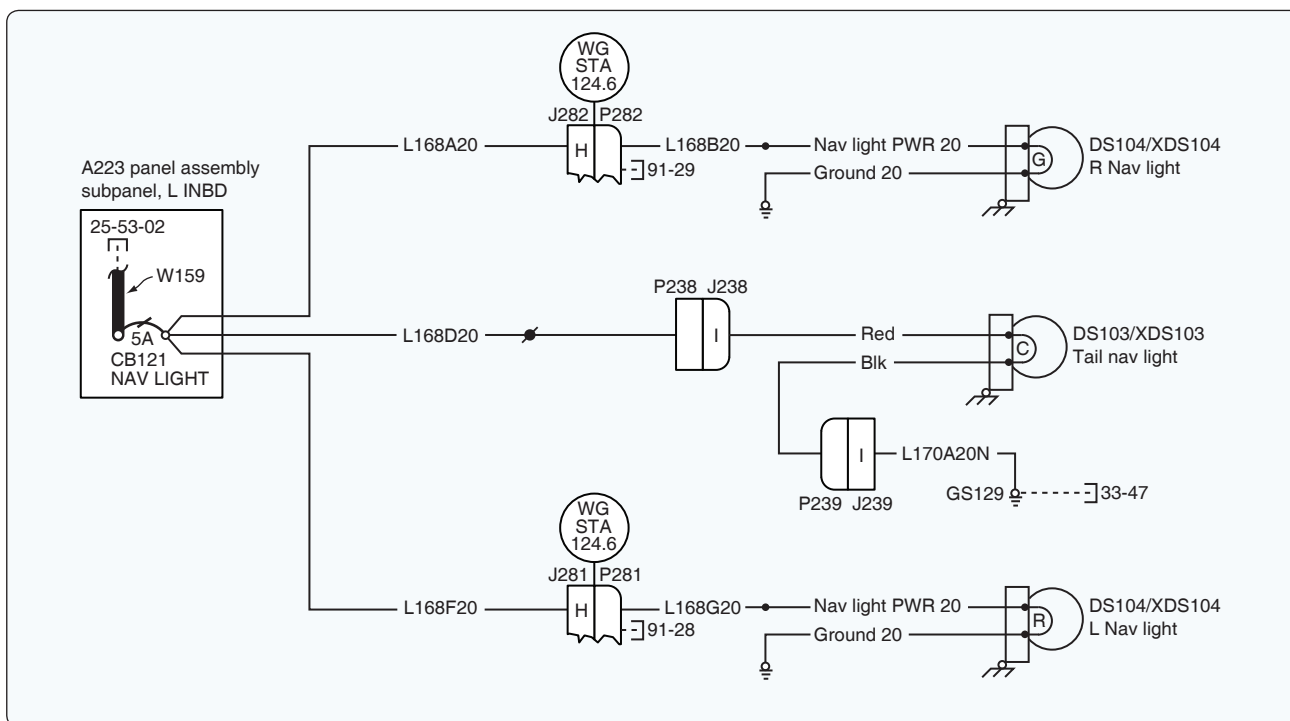 WG
STA
124.6
J282 P282
L168A20
H
L168B20
Nav light PWR 20
G
DS104/XDS104
R Nav light
91-29
Ground 20
A223 panel assembly
subpanel, L INBD
25-53-02
W159
5A
CB121
NAV LIGHT
P238 J238
L168D20
I
Red
C
DS103/XDS103
Tail nav light
Blk
I
L170A20N
P239 J239
GS129
33-47
WG
STA
124.6
J281 P281
L168F20
H
L168G20
Nav light PWR 20
R
DS104/XDS104
L Nav light
91-28
Ground 20